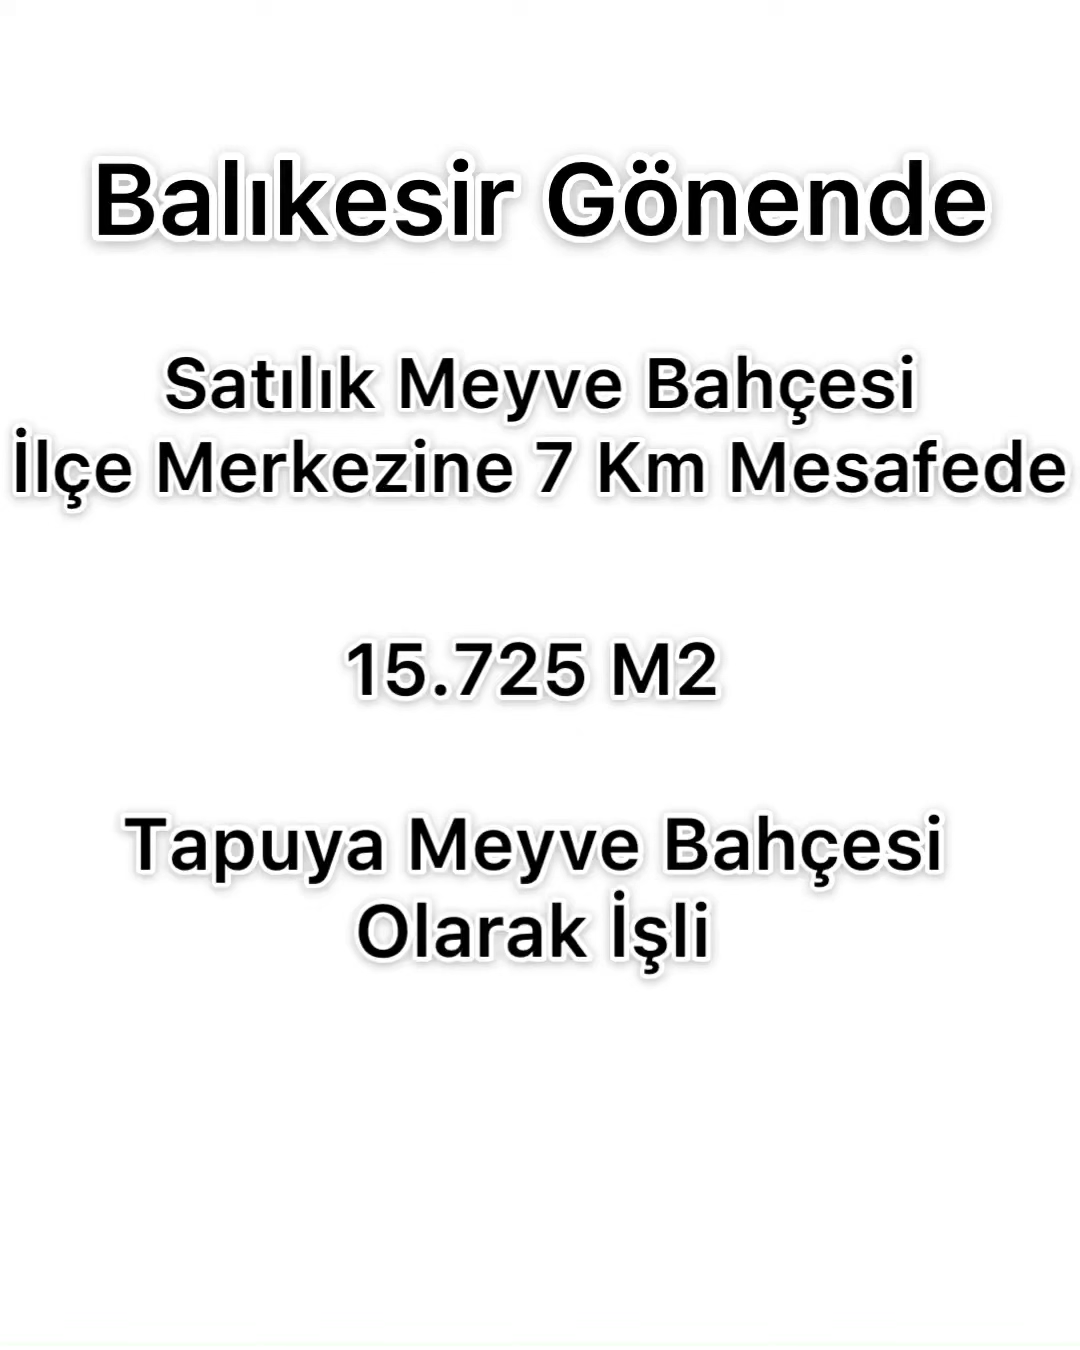 Balıkesir Gönende
Satılık Meyve Bahçesi
İlçe Merkezine 7 Km Mesafede
15.725 M2
Tapuya Meyve Bahçesi
Olarak İşli